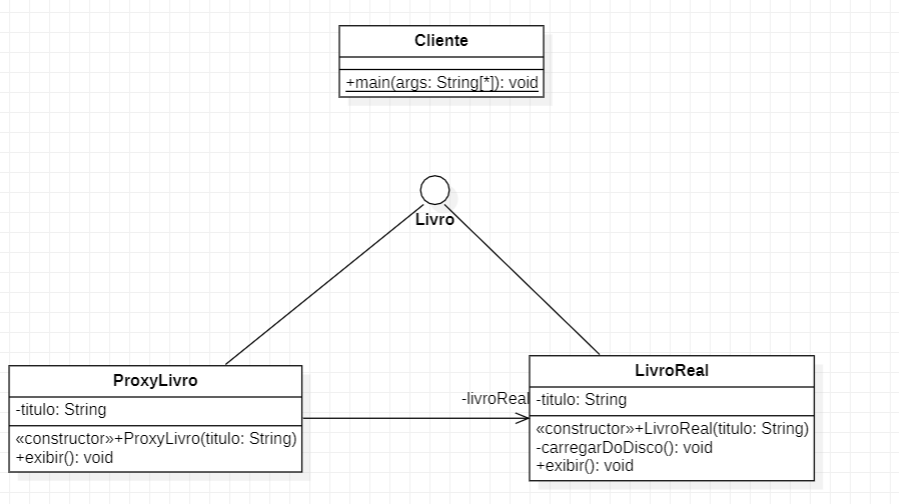 Cliente
+main(args: String[*]): void
Livro
ProxyLivro
-titulo: String
«constructor»+ProxyLivro(titulo: String)
+exibir(): void
-livroReal
LivroReal
-titulo: String
«constructor»+LivroReal(titulo: String)
-carregarDoDisco(): void
+exibir(): void